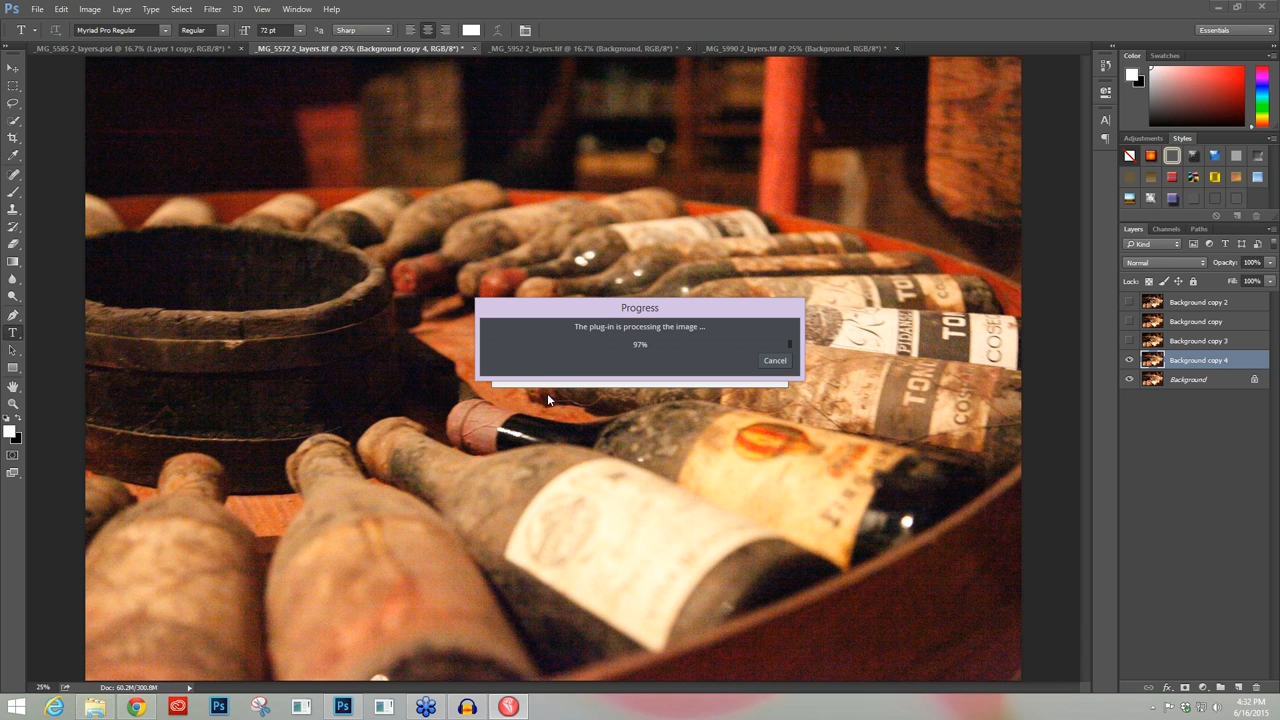 Ps File Edit Image Layer Type Select Filter 3D View Window Help
T Myriad Pro Regular Regular 72 pt aa Sharp Essentials
_MG_5585 2_layers.psd @ 16.7% (Layer 1 copy, RGB/8*) * × _MG_5572 2_layers.tif @ 25% (Background copy 4, RGB/8*) * × _MG_5952 2_layers.tif @ 16.7% (Background, RGB/8*) * × _MG_5990 2_layers.tif @ 25% (Background, RGB/8*) * ×
Color Swatches
Adjustments Styles
Layers Channels Paths
Kind
Normal Opacity: 100%
Lock: Fill: 100%
Background copy 2
Background copy
Background copy 3
Background copy 4
Background
Progress
The plug-in is processing the image ...
97%
Cancel
25% Doc: 60.2M/300.8M
4:32 PM
6/16/2015